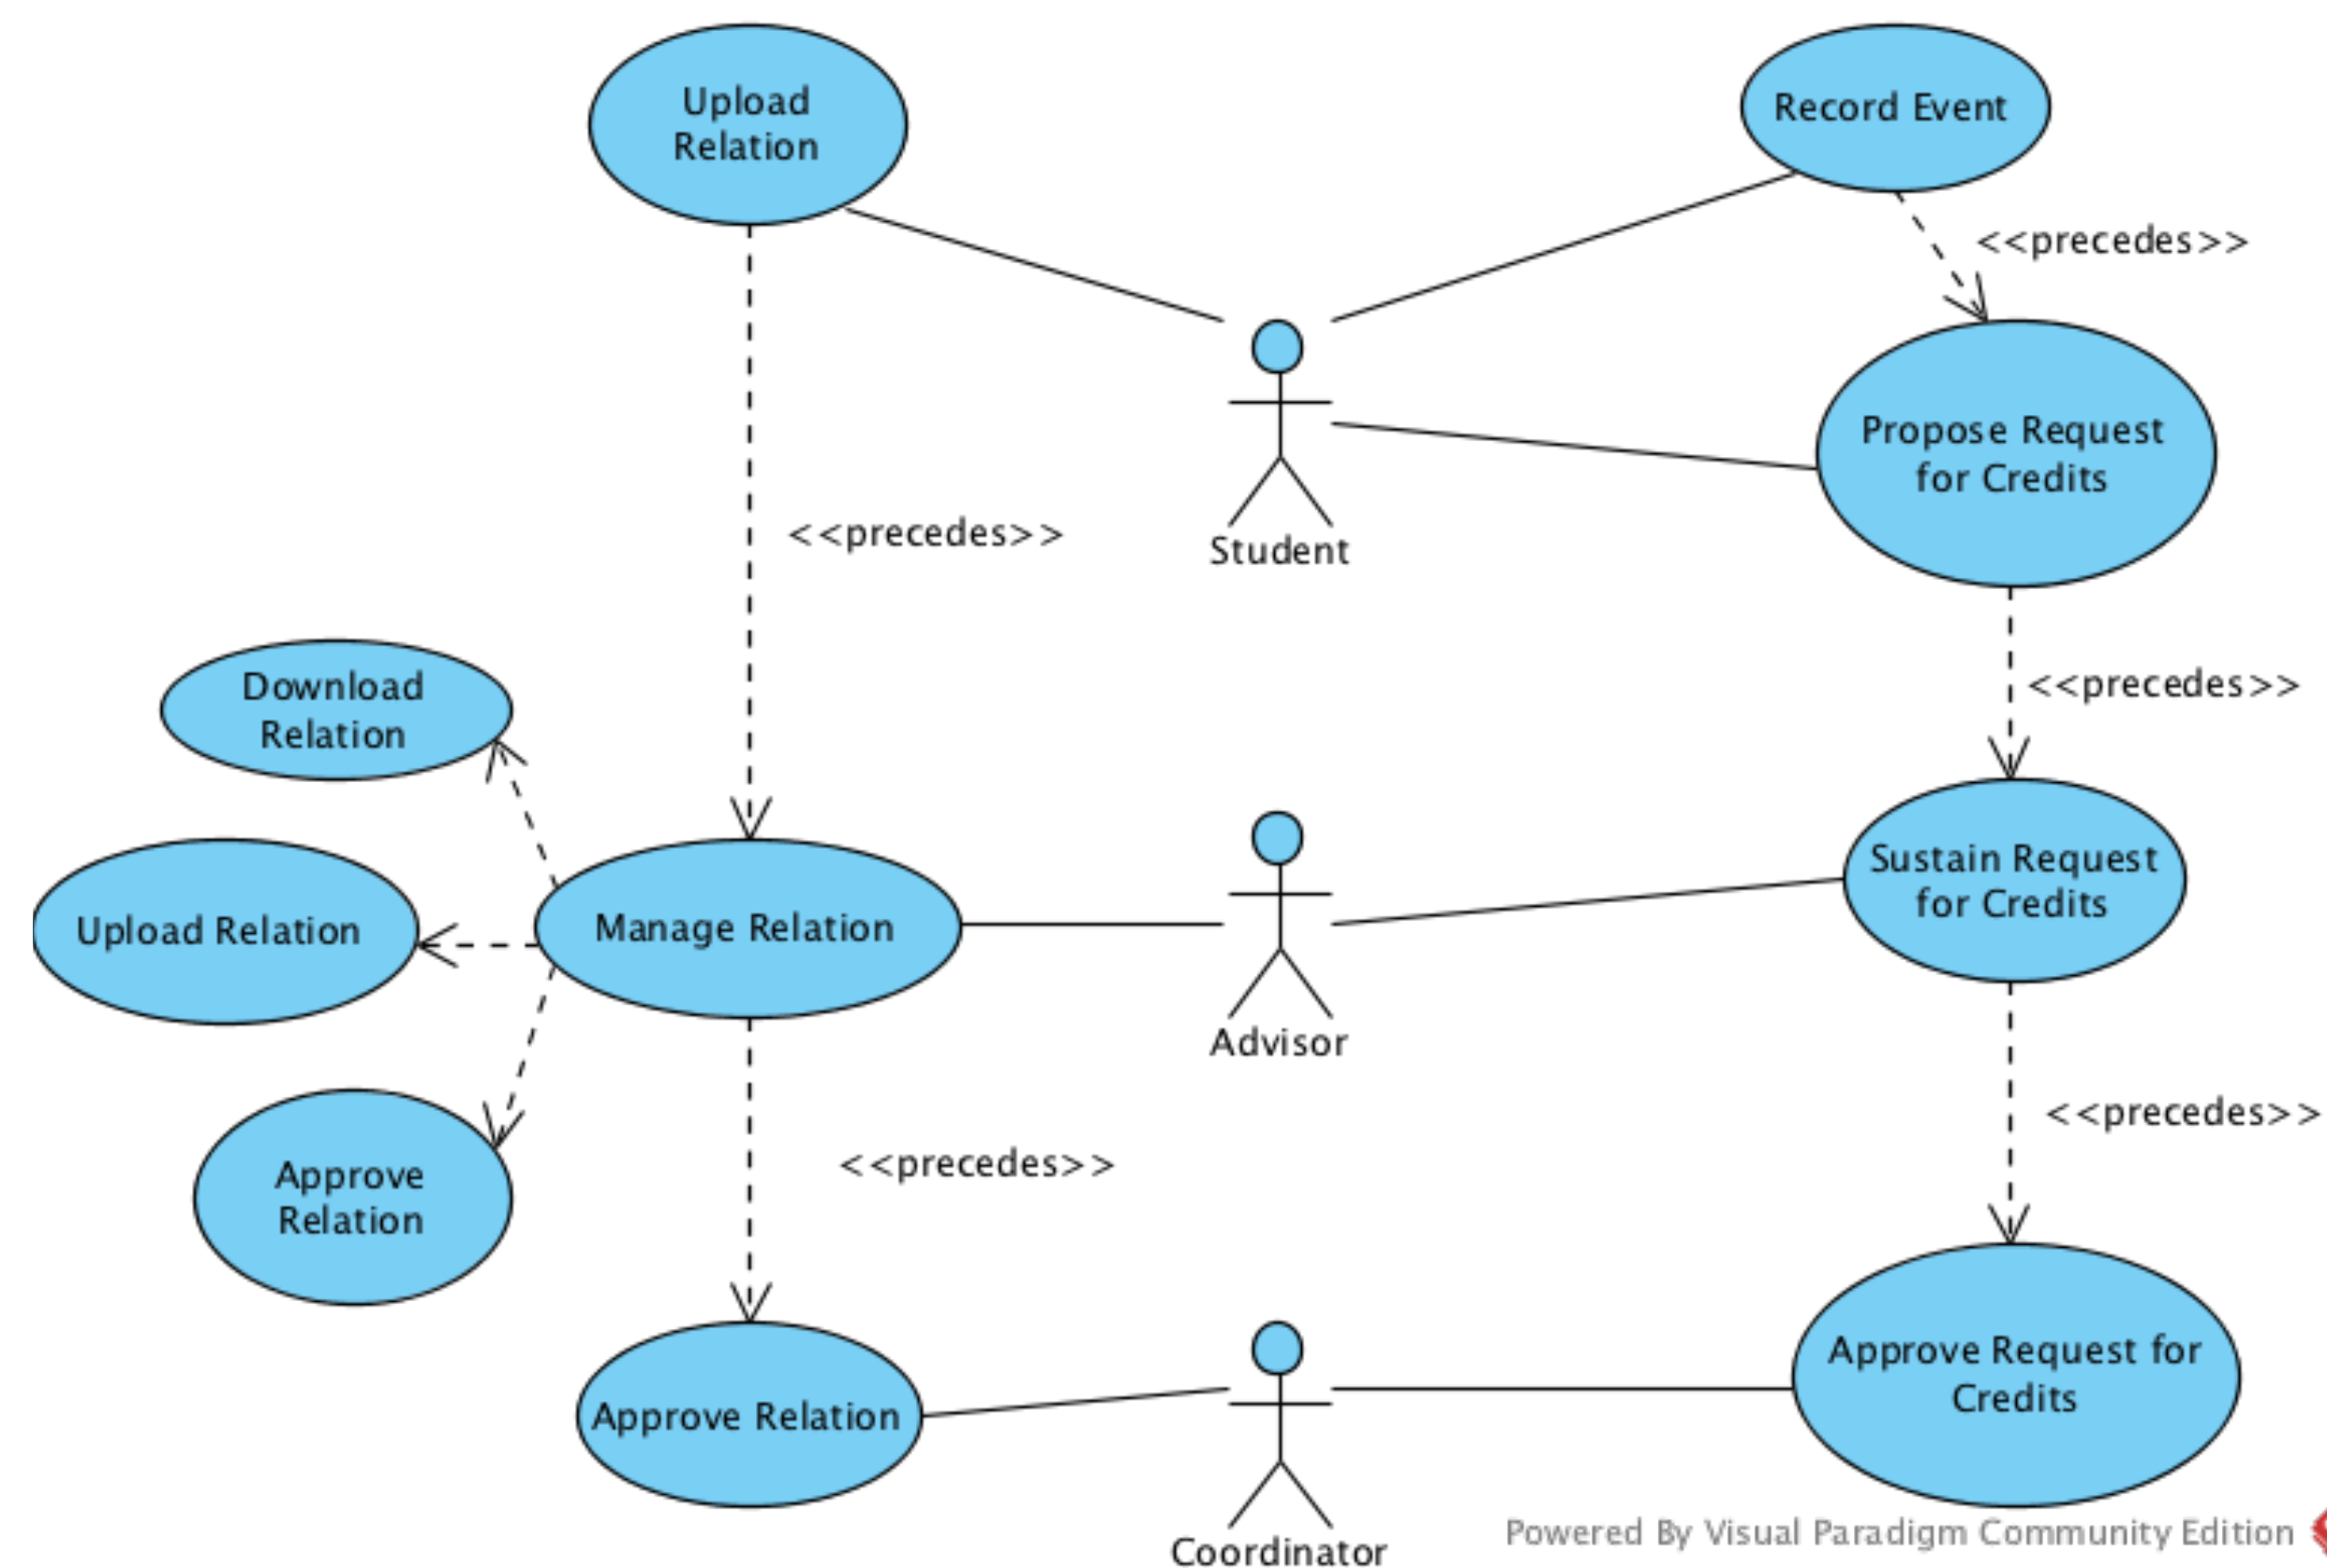 Upload
Relation
Record Event
<<precedes>>
Propose Request
for Credits
<<precedes>>
Student
Download
Relation
<<precedes>>
Upload Relation
Manage Relation
Sustain Request
for Credits
Advisor
Approve
Relation
<<precedes>>
<<precedes>>
Approve Relation
Approve Request for
Credits
Coordinator
Powered By Visual Paradigm Community Edition